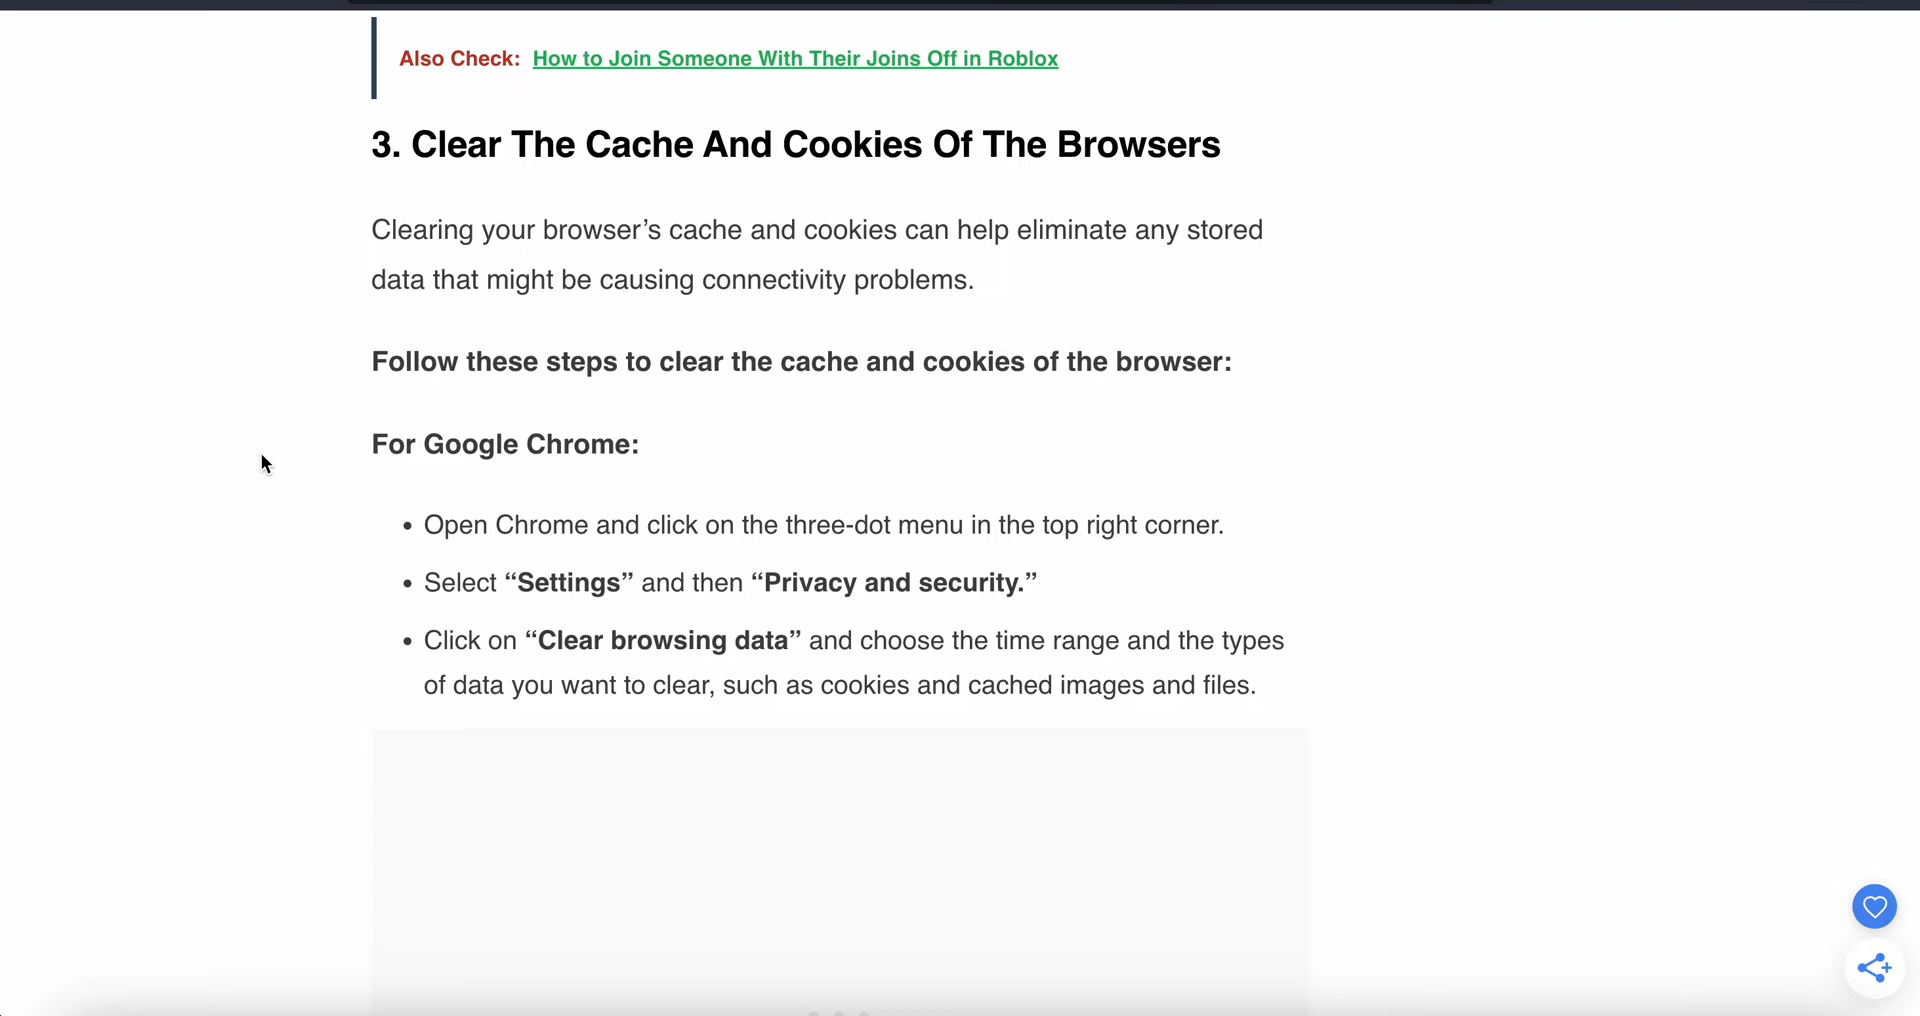 Also Check: How to Join Someone With Their Joins Off in Roblox
3. Clear The Cache And Cookies Of The Browsers
Clearing your browser’s cache and cookies can help eliminate any stored
data that might be causing connectivity problems.
Follow these steps to clear the cache and cookies of the browser:
For Google Chrome:
• Open Chrome and click on the three-dot menu in the top right corner.
• Select “Settings” and then “Privacy and security.”
• Click on “Clear browsing data” and choose the time range and the types
of data you want to clear, such as cookies and cached images and files.